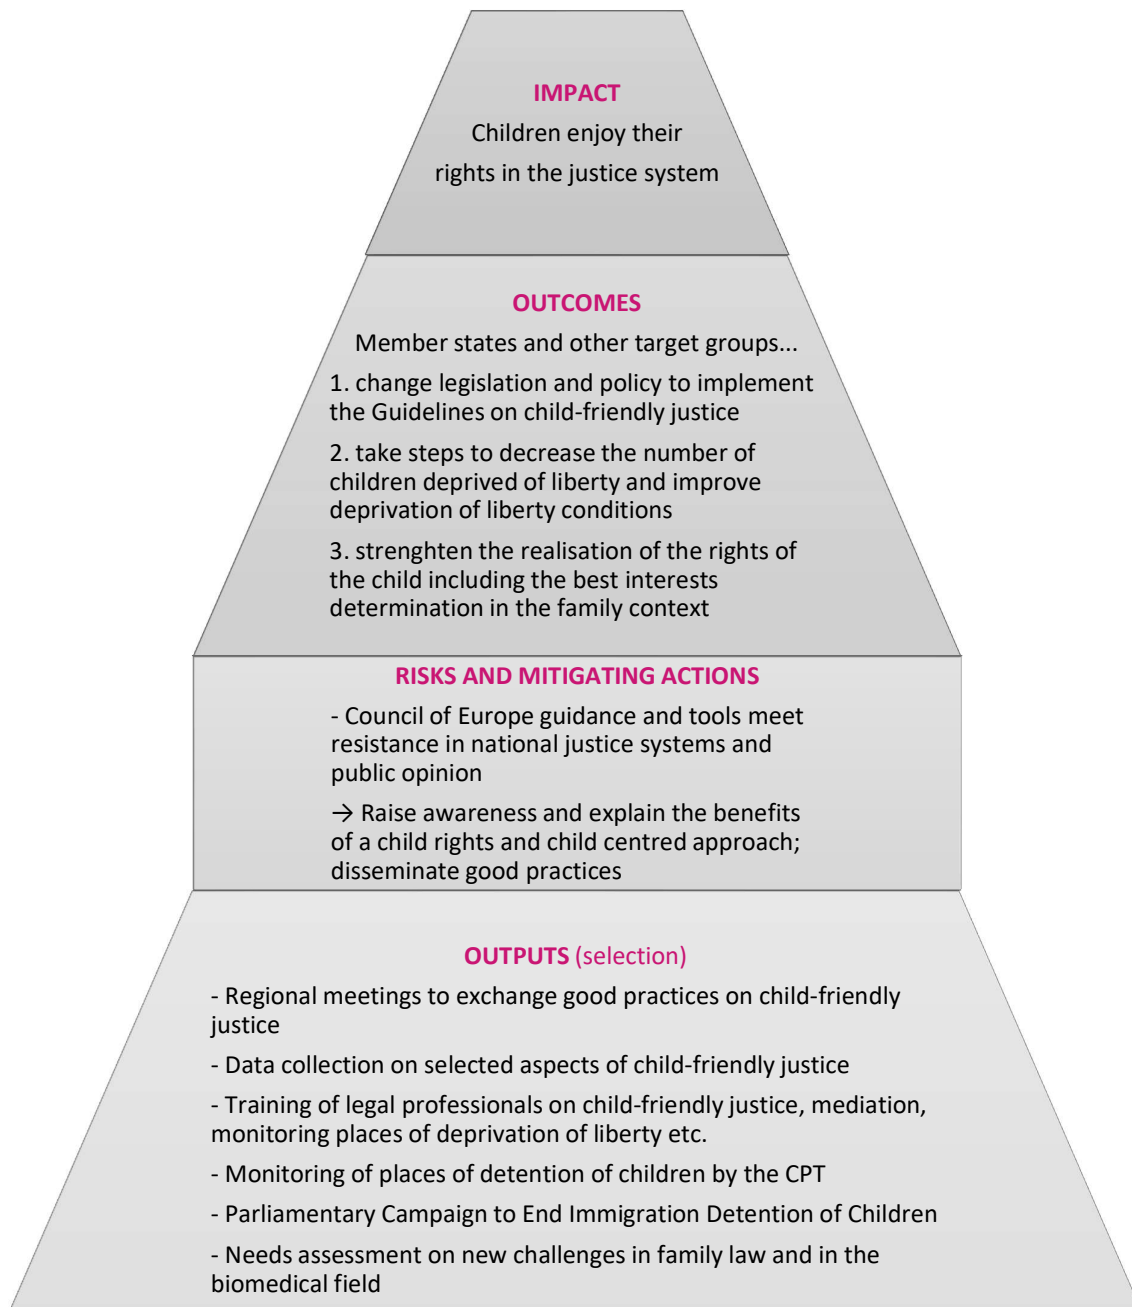 IMPACT
Children enjoy their
rights in the justice system
OUTCOMES
Member states and other target groups...
1. change legislation and policy to implement
the Guidelines on child-friendly justice
2. take steps to decrease the number of
children deprived of liberty and improve
deprivation of liberty conditions
3. strenghten the realisation of the rights of
the child including the best interests
determination in the family context
RISKS AND MITIGATING ACTIONS
- Council of Europe guidance and tools meet
resistance in national justice systems and
public opinion
→ Raise awareness and explain the benefits
of a child rights and child centred approach;
disseminate good practices
OUTPUTS (selection)
- Regional meetings to exchange good practices on child-friendly
justice
- Data collection on selected aspects of child-friendly justice
- Training of legal professionals on child-friendly justice, mediation,
monitoring places of deprivation of liberty etc.
- Monitoring of places of detention of children by the CPT
- Parliamentary Campaign to End Immigration Detention of Children
- Needs assessment on new challenges in family law and in the
biomedical field